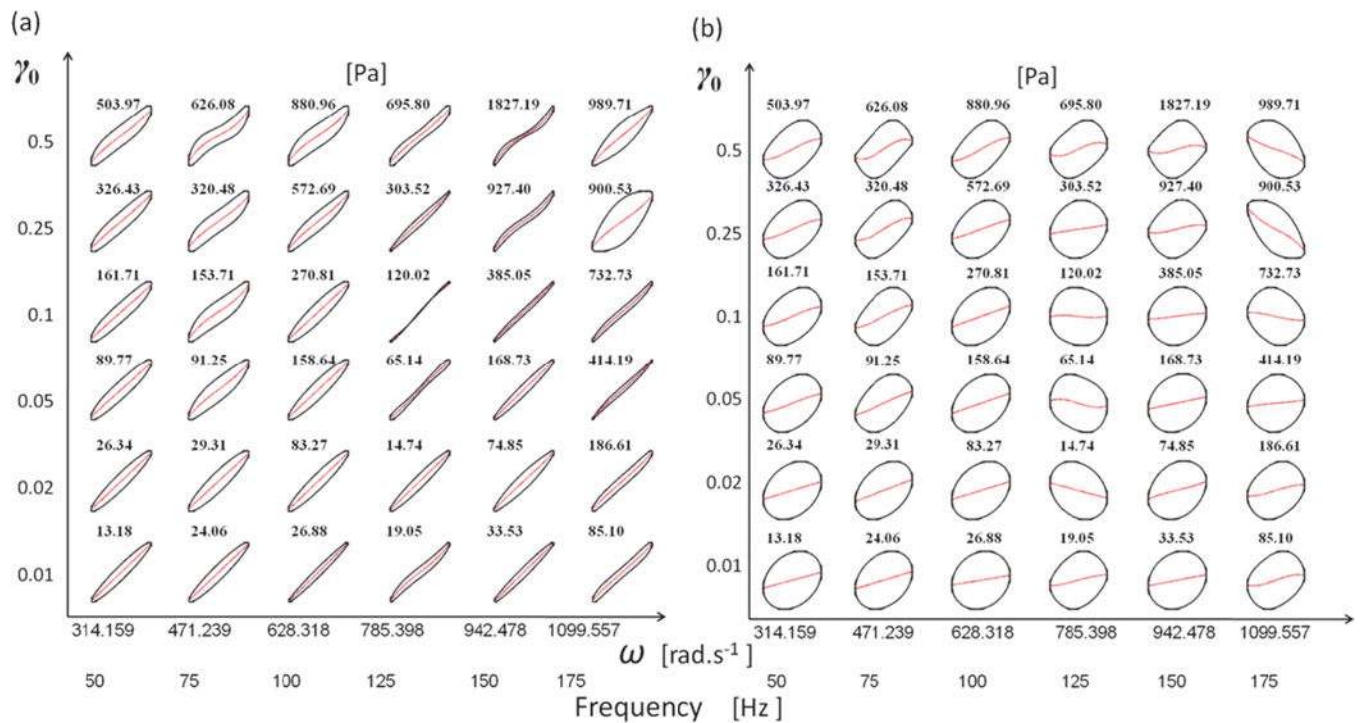 (a)
γ0
[Pa]
503.97 626.08 880.96 695.80 1827.19 989.71
0.5
326.43 320.48 572.69 303.52 927.40 900.53
0.25
161.71 153.71 270.81 120.02 385.05 732.73
0.1
89.77 91.25 158.64 65.14 168.73 414.19
0.05
26.34 29.31 83.27 14.74 74.85 186.61
0.02
13.18 24.06 26.88 19.05 33.53 85.10
0.01
314.159 471.239 628.318 785.398 942.478 1099.557
50 75 100 125 150 175
(b)
γ0
[Pa]
503.97 626.08 880.96 695.80 1827.19 989.71
0.5
326.43 320.48 572.69 303.52 927.40 900.53
0.25
161.71 153.71 270.81 120.02 385.05 732.73
0.1
89.77 91.25 158.64 65.14 168.73 414.19
0.05
26.34 29.31 83.27 14.74 74.85 186.61
0.02
13.18 24.06 26.88 19.05 33.53 85.10
0.01
314.159 471.239 628.318 785.398 942.478 1099.557
50 75 100 125 150 175
ω [rad.s⁻¹]
Frequency [Hz]